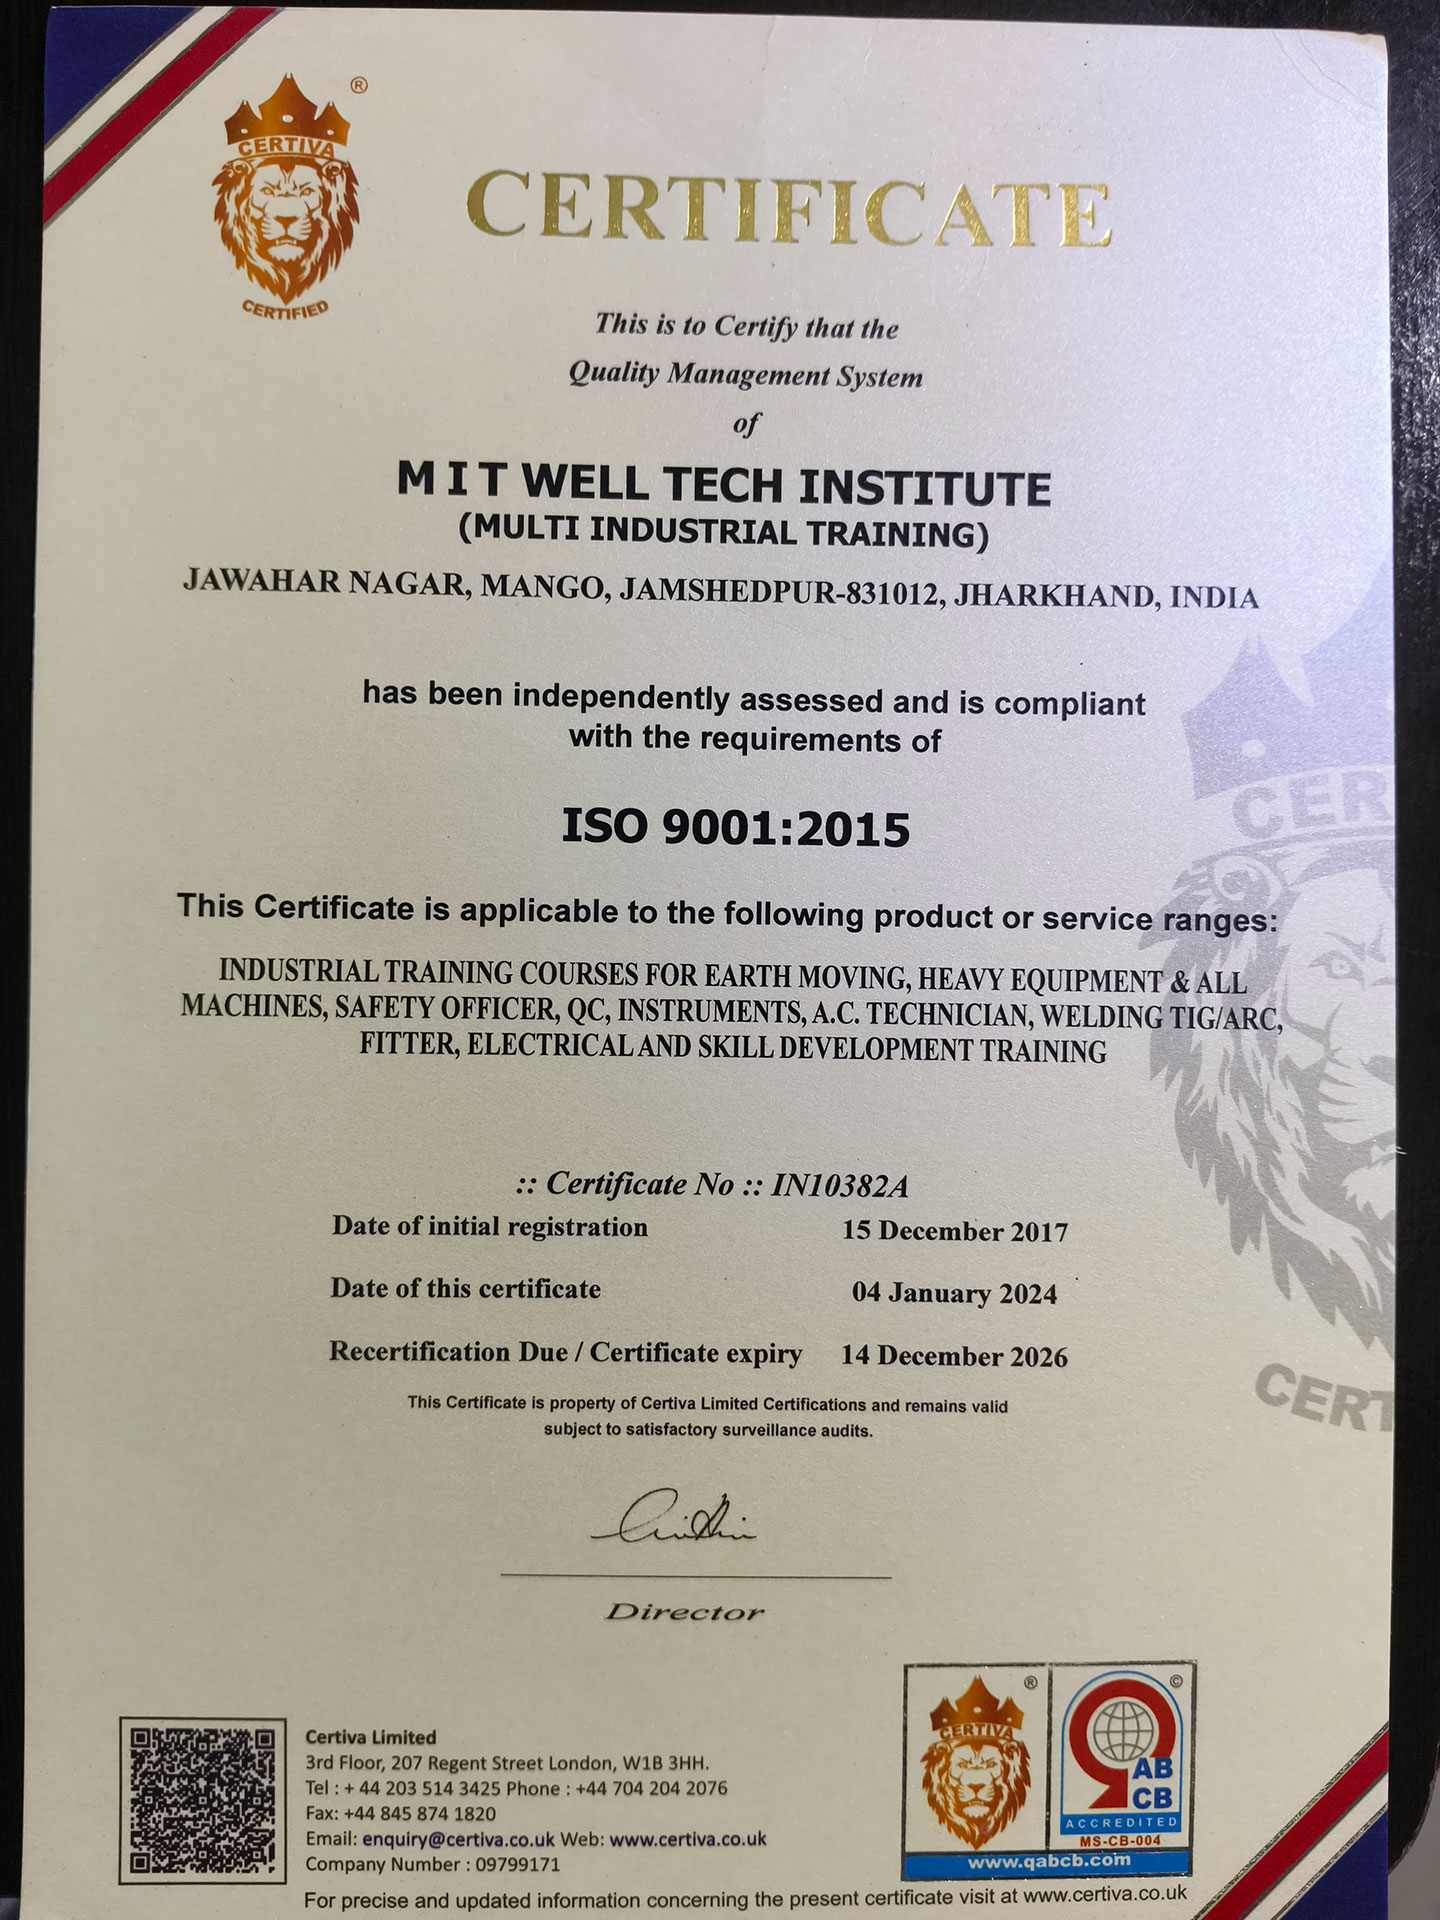 ®
CERTIVA
CERTIFIED
CERTIFICATE
This is to Certify that the
Quality Management System
of
M I T WELL TECH INSTITUTE
(MULTI INDUSTRIAL TRAINING)
JAWAHAR NAGAR, MANGO, JAMSHEDPUR-831012, JHARKHAND, INDIA
has been independently assessed and is compliant
with the requirements of
ISO 9001:2015
CER
This Certificate is applicable to the following product or service ranges:
INDUSTRIAL TRAINING COURSES FOR EARTH MOVING, HEAVY EQUIPMENT & ALL
MACHINES, SAFETY OFFICER, QC, INSTRUMENTS, A.C. TECHNICIAN, WELDING TIG/ARC,
FITTER, ELECTRICAL AND SKILL DEVELOPMENT TRAINING
:: Certificate No :: IN10382A
Date of initial registration 15 December 2017
Date of this certificate 04 January 2024
Recertification Due / Certificate expiry 14 December 2026
CERT
This Certificate is property of Certiva Limited Certifications and remains valid
subject to satisfactory surveillance audits.
Director
Certiva Limited
3rd Floor, 207 Regent Street London, W1B 3HH.
Tel : + 44 203 514 3425 Phone : +44 704 204 2076
Fax: +44 845 874 1820
Email: enquiry@certiva.co.uk Web: www.certiva.co.uk
Company Number : 09799171
® ©
CERTIVA
AB
CB
ACCREDITED
MS-CB-004
www.qabcb.com
For precise and updated information concerning the present certificate visit at www.certiva.co.uk